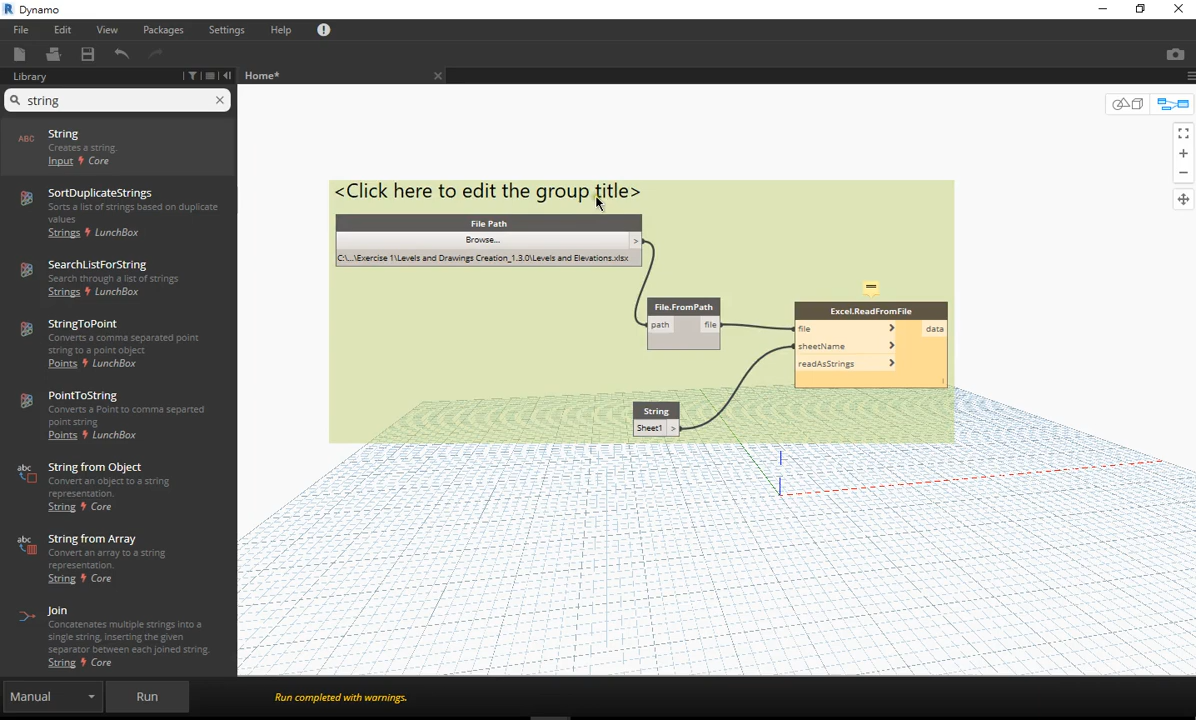 Dynamo
File Edit View Packages Settings Help
Library
Home*
string
String
Creates a string.
Input Core
SortDuplicateStrings
Sorts a list of strings based on duplicate
values
Strings LunchBox
SearchListForString
Search through a list of strings
Strings LunchBox
StringToPoint
Converts a comma separated point
string to a point object
Points LunchBox
PointToString
Converts a Point to comma separted
point string
Points LunchBox
String from Object
Convert an object to a string
representation.
String Core
String from Array
Convert an array to a string
representation.
String Core
Join
Concatenates multiple strings into a
single string, inserting the given
separator between each joined string.
String Core
<Click here to edit the group title>
File Path
Browse... >
C:\...\Exercise 1\Levels and Drawings Creation_1.3.0\Levels and Elevations.xlsx
File.FromPath
path file
Excel.ReadFromFile
file > data
sheetName >
readAsStrings >
String
Sheet1 >
Manual Run Run completed with warnings.